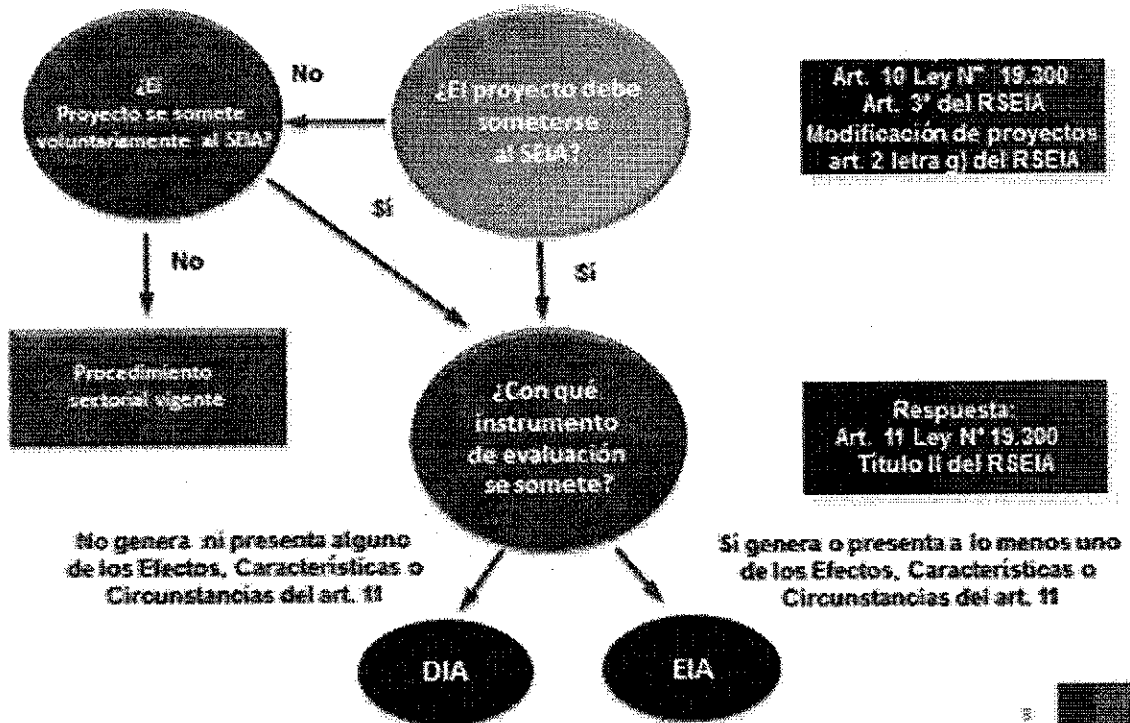 ¿El
Proyecto se somete
voluntariamente al SEIA?
No
¿El proyecto debe
someterse
al SEIA?
Art. 10 Ley N° 19.300
Art. 3° del RSEIA
Modificación de proyectos
art. 2 letra g) del RSEIA
Sí
No
Sí
Procedimiento
sectorial vigente
¿Con qué
instrumento
de evaluación
se somete?
Respuesta:
Art. 11 Ley N° 19.300
Título II del RSEIA
No genera ni presenta alguno
de los Efectos, Características o
Circunstancias del art. 11
Si genera o presenta a lo menos uno
de los Efectos, Características o
Circunstancias del art. 11
DIA
EIA